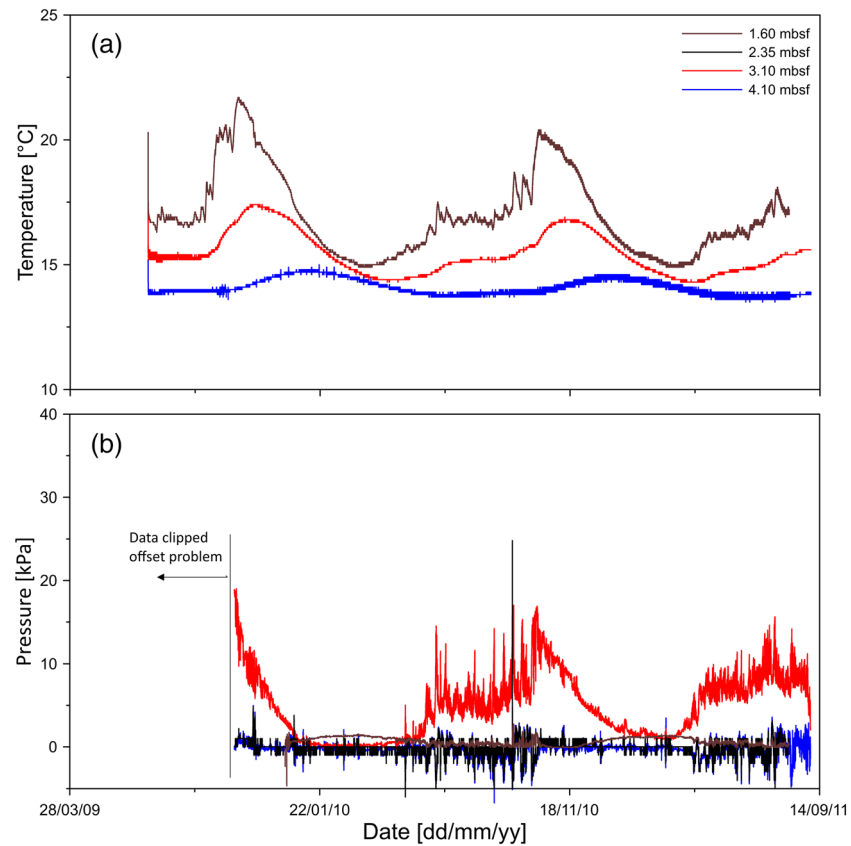 25
(a)
1.60 mbsf
2.35 mbsf
3.10 mbsf
4.10 mbsf
20
Temperature [°C]
15
10
40
(b)
30
Data clipped
offset problem
20
Pressure [kPa]
10
0
28/03/09
22/01/10
18/11/10
14/09/11
Date [dd/mm/yy]